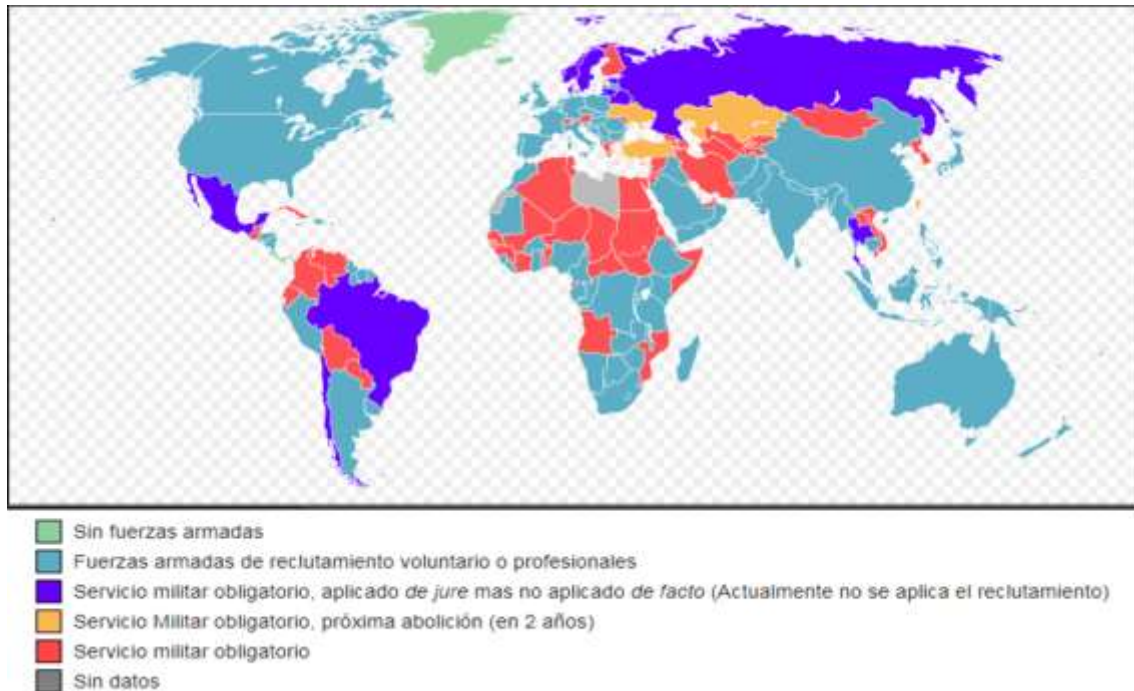 Sin fuerzas armadas
Fuerzas armadas de reclutamiento voluntario o profesionales
Servicio militar obligatorio, aplicado de jure mas no aplicado de facto (Actualmente no se aplica el reclutamiento)
Servicio Militar obligatorio, próxima abolición (en 2 años)
Servicio militar obligatorio
Sin datos